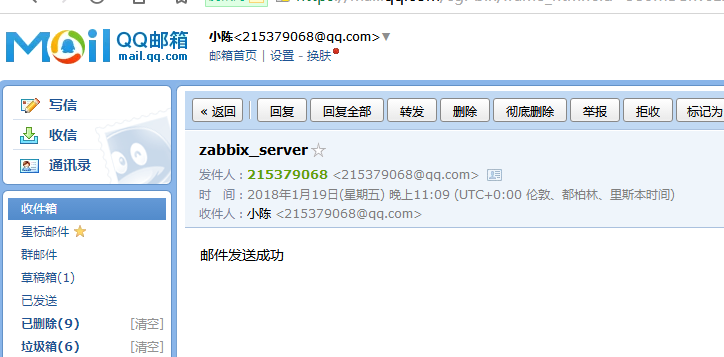 Mail QQ邮箱
mail.qq.com
小陈<215379068@qq.com>
邮箱首页 | 设置 - 换肤
写信
收信
通讯录
收件箱
星标邮件
群邮件
草稿箱(1)
已发送
已删除(9) [清空]
垃圾箱(6) [清空]
« 返回 回复 回复全部 转发 删除 彻底删除 举报 拒收 标记为
zabbix_server
发件人：215379068 <215379068@qq.com>
时 间：2018年1月19日(星期五) 晚上11:09 (UTC+0:00 伦敦、都柏林、里斯本时间)
收件人：小陈 <215379068@qq.com>
邮件发送成功